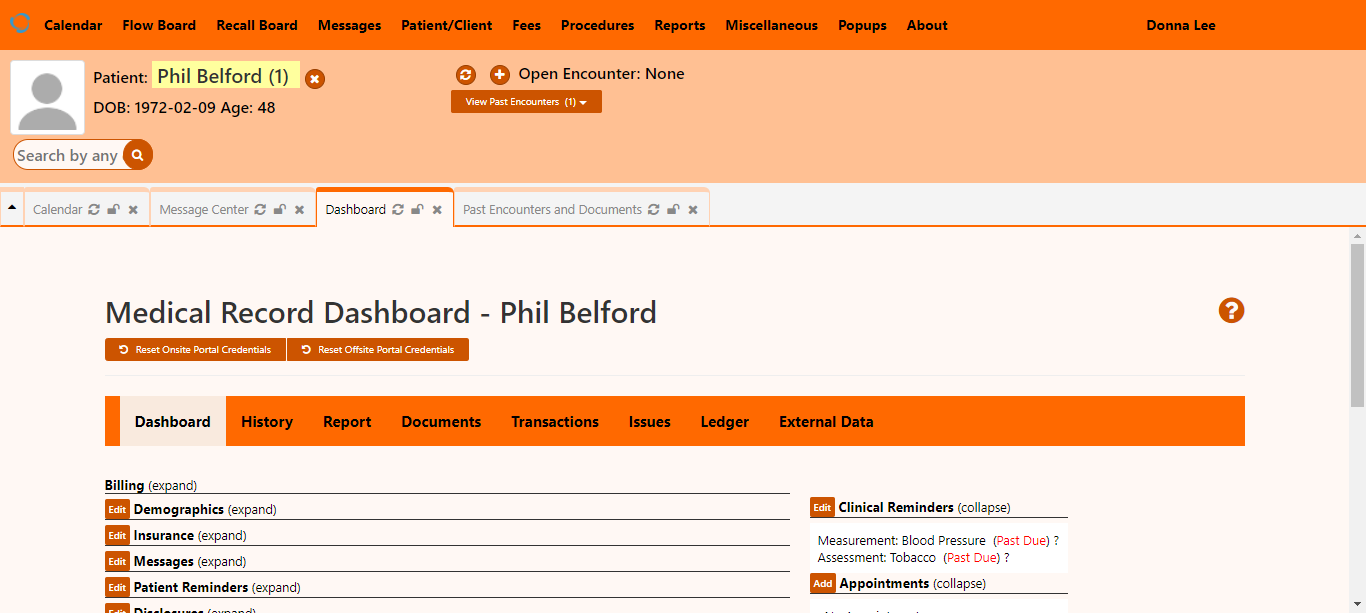 Calendar Flow Board Recall Board Messages Patient/Client Fees Procedures Reports Miscellaneous Popups About Donna Lee
Patient: Phil Belford (1)
DOB: 1972-02-09 Age: 48
Open Encounter: None
View Past Encounters (1)
Search by any
Calendar Message Center Dashboard Past Encounters and Documents
Medical Record Dashboard - Phil Belford
?
Reset Onsite Portal Credentials Reset Offsite Portal Credentials
Dashboard History Report Documents Transactions Issues Ledger External Data
Billing (expand)
Edit Demographics (expand)
Edit Insurance (expand)
Edit Messages (expand)
Edit Patient Reminders (expand)
Edit Disclosures (expand)
Edit Clinical Reminders (collapse)
Measurement: Blood Pressure (Past Due) ?
Assessment: Tobacco (Past Due) ?
Add Appointments (collapse)